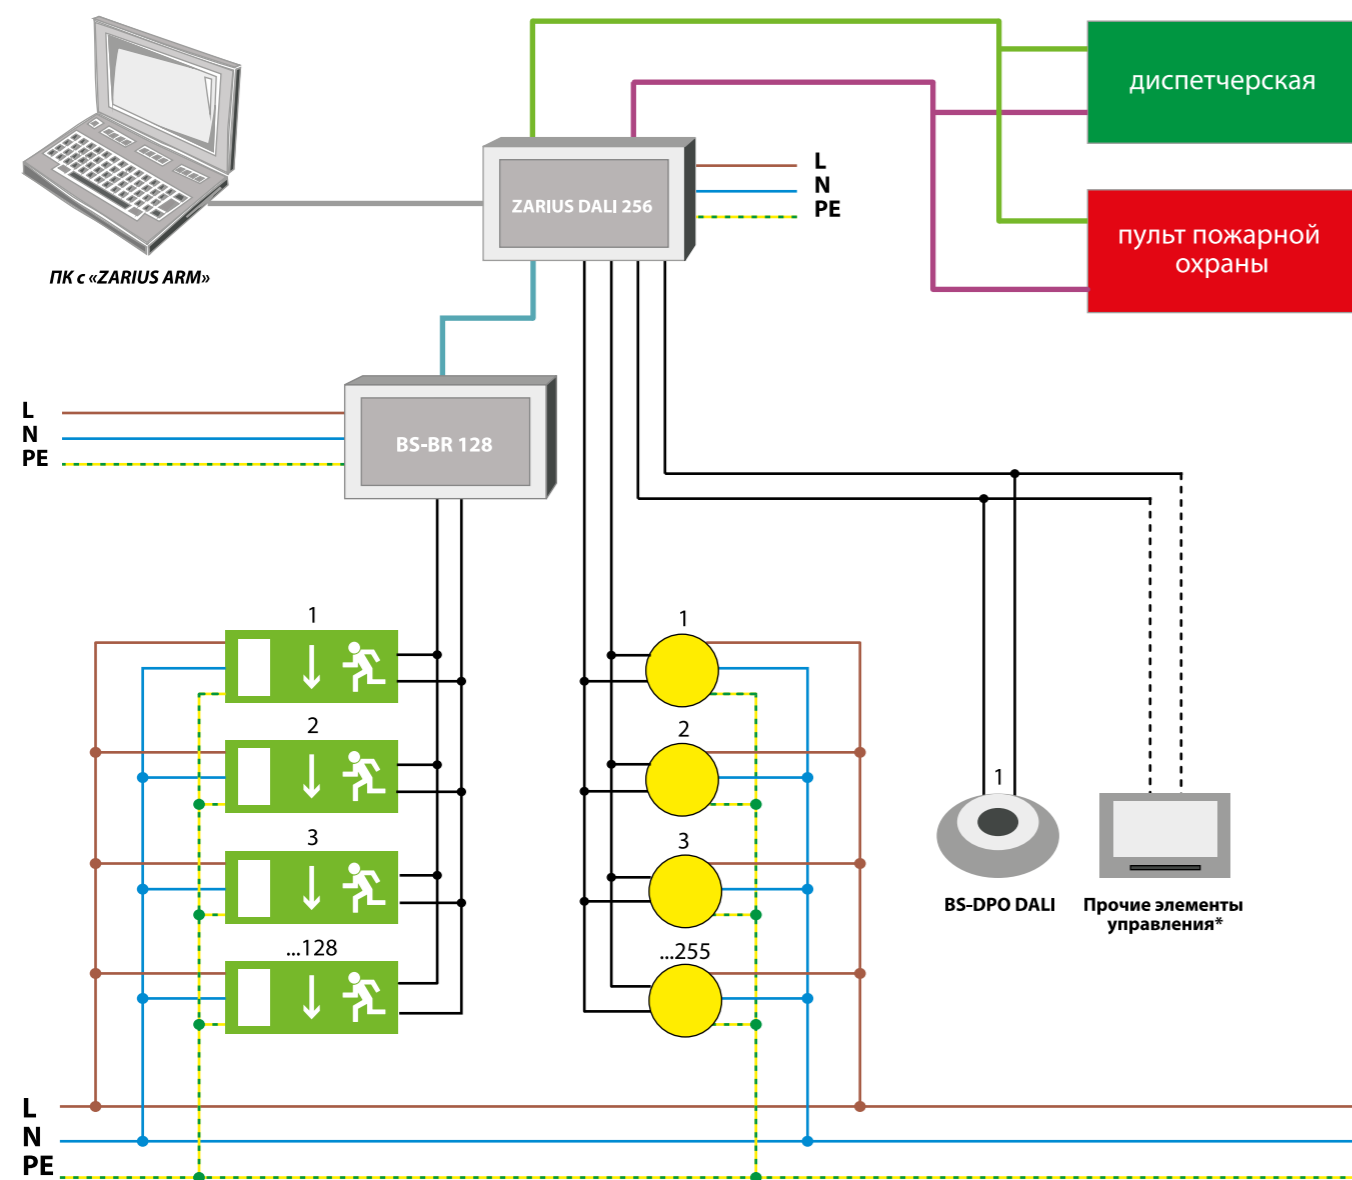 диспетчерская
L
N
PE
ZARIUS DALI 256
пульт пожарной
охраны
ПК с «ZARIUS ARM»
L
N
PE
BS-BR 128
1
2
3
...128
1
2
3
...255
1
BS-DPO DALI
Прочие элементы
управления*
L
N
PE